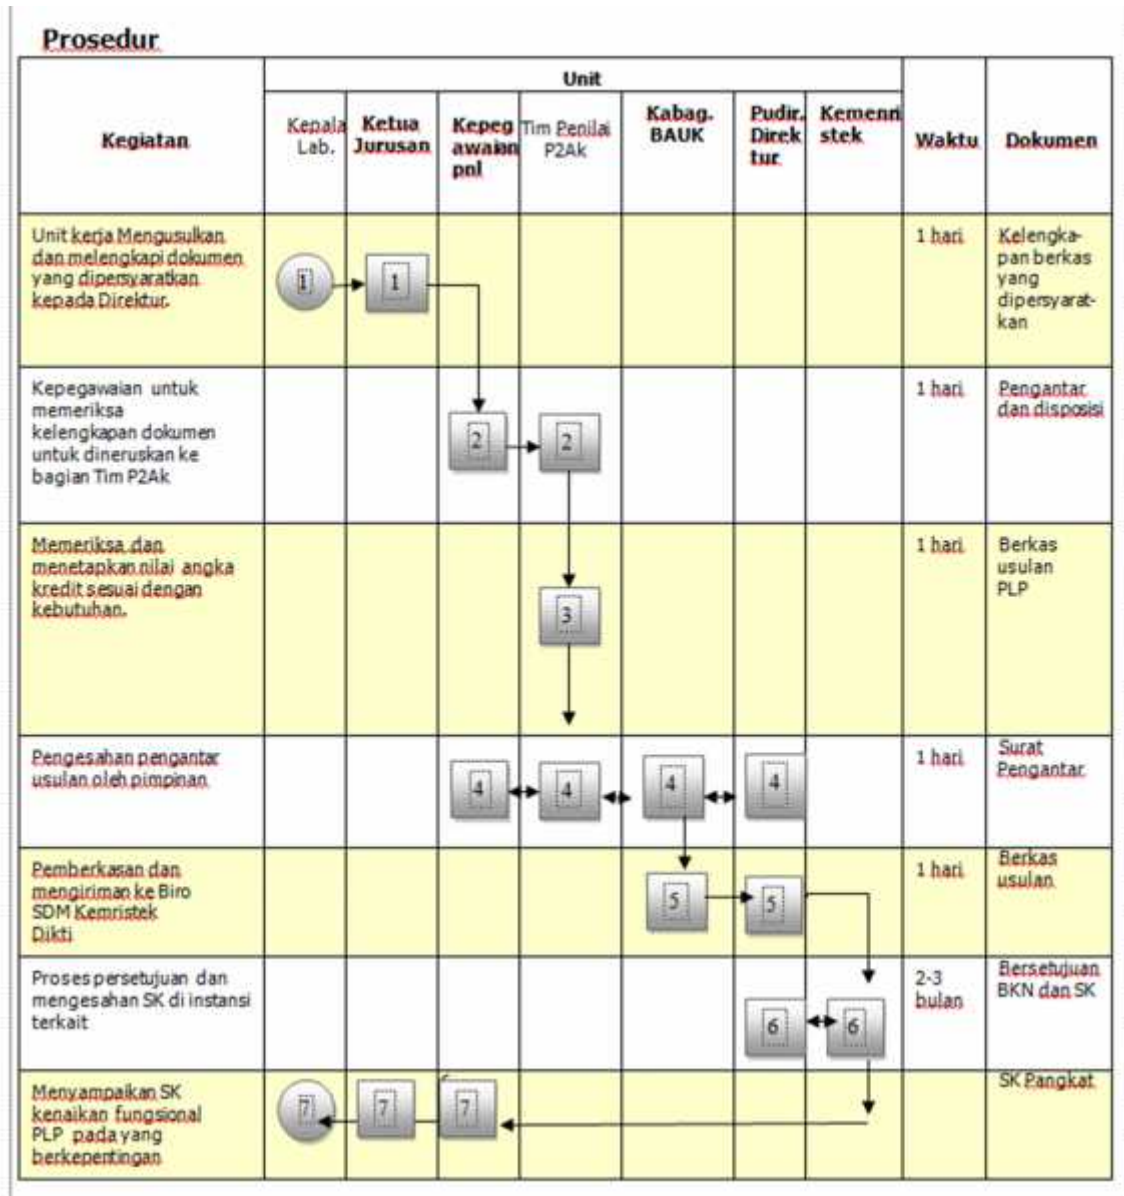 Prosedur
Kegiatan
Unit
Waktu
Dokumen
Kepala
Lab.
Ketua
Jurusan
Kepeg
awaian
pnl
Tim Penilai
P2Ak
Kabag.
BAUK
Pudir.
Direk
tur
Kemenri
stek
Unit kerja Mengusulkan
dan melengkapi dokumen
yang dipersyaratkan
kepada Direktur.
1
1
1 hari
Kelengka-
pan berkas
yang
dipersyarat-
kan
Kepegawaian untuk
memeriksa
kelengkapan dokumen
untuk dineruskan ke
bagian Tim P2Ak
2
2
1 hari
Pengantar
dan disposisi
Memeriksa dan
menetapkan nilai angka
kredit sesuai dengan
kebutuhan.
3
1 hari
Berkas
usulan
PLP
Pengesahan pengantar
usulan oleh pimpinan
4
4
4
4
1 hari
Surat
Pengantar
Pemberkasan dan
mengiriman ke Biro
SDM Kemristek
Dikti
5
5
1 hari
Berkas
usulan
Proses persetujuan dan
mengesahan SK di instansi
terkait
6
6
2-3
bulan
Bersetujuan
BKN dan SK
Menyampaikan SK
kenaikan fungsional
PLP pada yang
berkepentingan
7
7
7
SK Pangkat